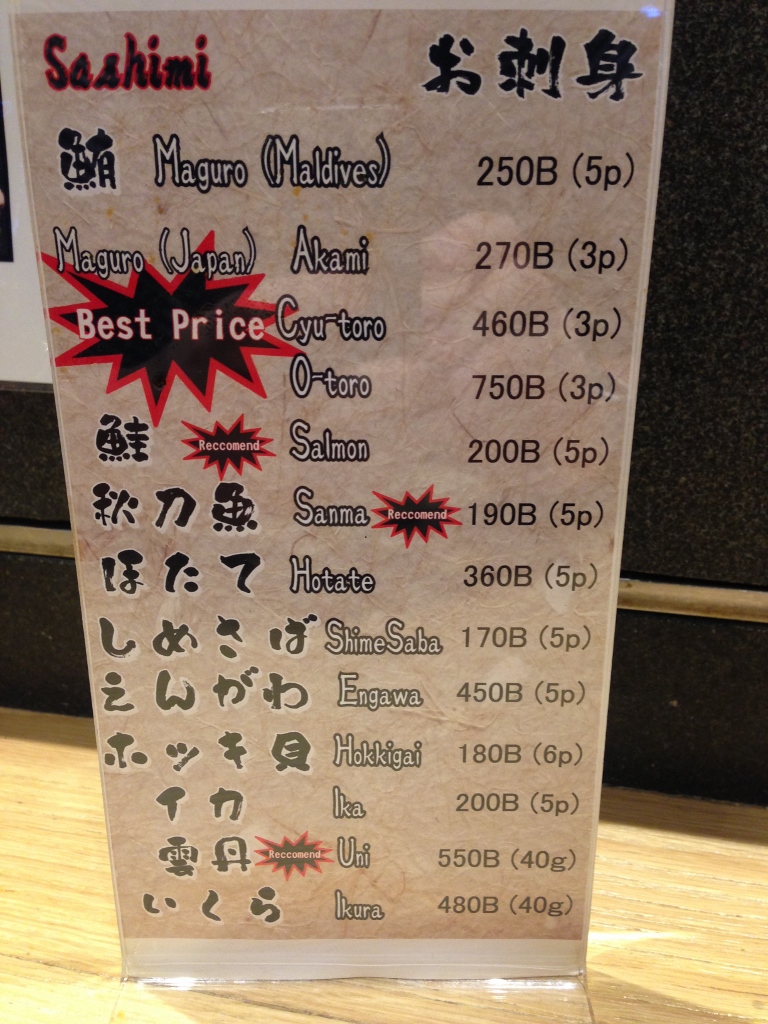 Sashimi お刺身
鮪 Maguro (Maldives) 250B (5p)
Maguro (Japan) Akami 270B (3p)
Best Price Cyu-toro 460B (3p)
O-toro 750B (3p)
鮭 Reccomend Salmon 200B (5p)
秋刀魚 Sanma Reccomend 190B (5p)
ほたて Hotate 360B (5p)
しめさば ShimeSaba 170B (5p)
えんがわ Engawa 450B (5p)
ホッキ貝 Hokkigai 180B (6p)
イカ Ika 200B (5p)
雲丹 Reccomend Uni 550B (40g)
いくら Ikura 480B (40g)